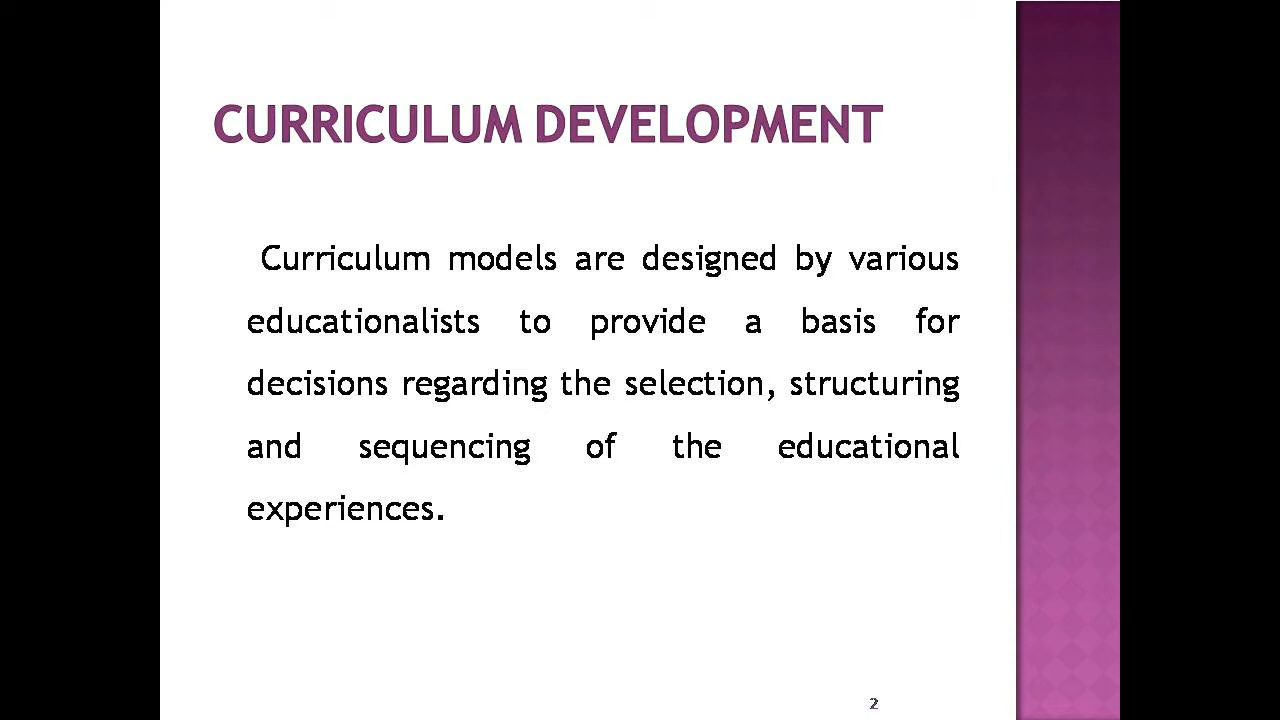 CURRICULUM DEVELOPMENT
Curriculum models are designed by various
educationalists to provide a basis for
decisions regarding the selection, structuring
and sequencing of the educational
experiences.
2